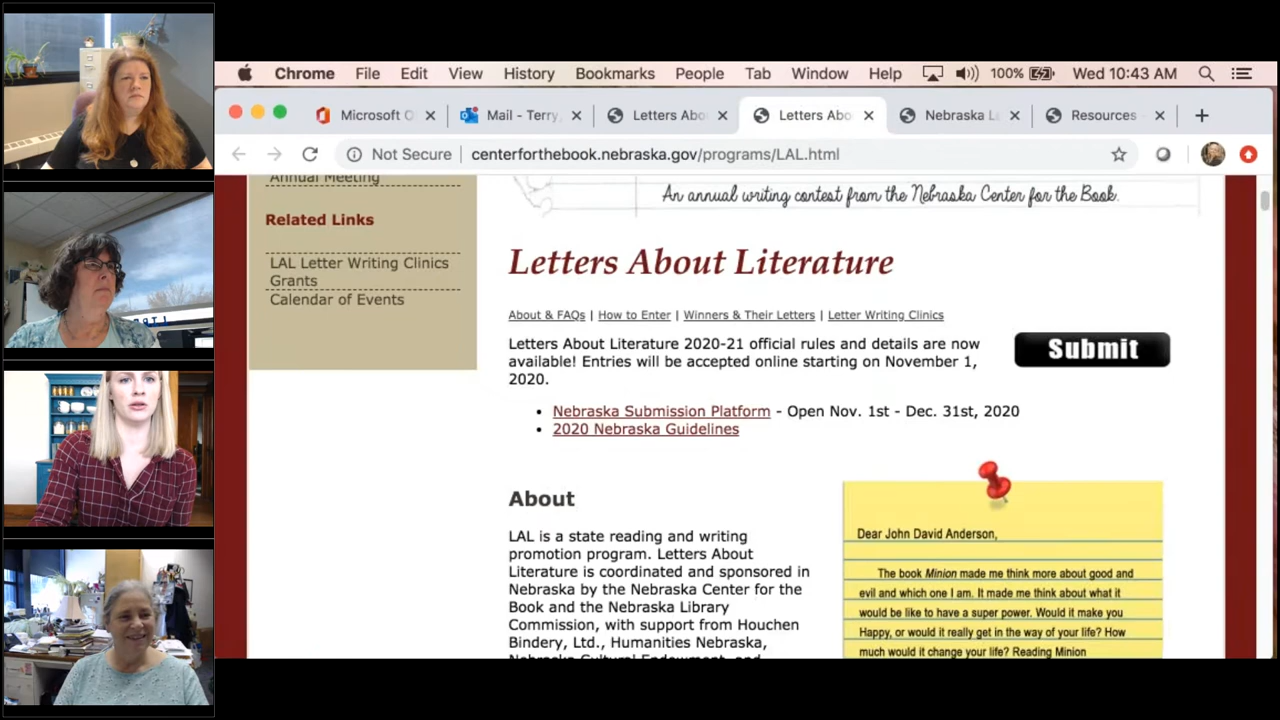 Chrome File Edit View History Bookmarks People Tab Window Help 100% Wed 10:43 AM
Microsoft O
Mail - Terry,
Letters Abo
Letters Abo
Nebraska L
Resources
Not Secure centerforthebook.nebraska.gov/programs/LAL.html
Annual Meeting
Related Links
LAL Letter Writing Clinics
Grants
Calendar of Events
An annual writing contest from the Nebraska Center for the Book.
Letters About Literature
About & FAQs | How to Enter | Winners & Their Letters | Letter Writing Clinics
Letters About Literature 2020-21 official rules and details are now
available! Entries will be accepted online starting on November 1,
2020.
Submit
• Nebraska Submission Platform - Open Nov. 1st - Dec. 31st, 2020
• 2020 Nebraska Guidelines
About
LAL is a state reading and writing
promotion program. Letters About
Literature is coordinated and sponsored in
Nebraska by the Nebraska Center for the
Book and the Nebraska Library
Commission, with support from Houchen
Bindery, Ltd., Humanities Nebraska,
Nebraska Cultural Endowment, and
Dear John David Anderson,
The book Minion made me think more about good and
evil and which one I am. It made me think about what it
would be like to have a super power. Would it make you
Happy, or would it really get in the way of your life? How
much would it change your life? Reading Minion